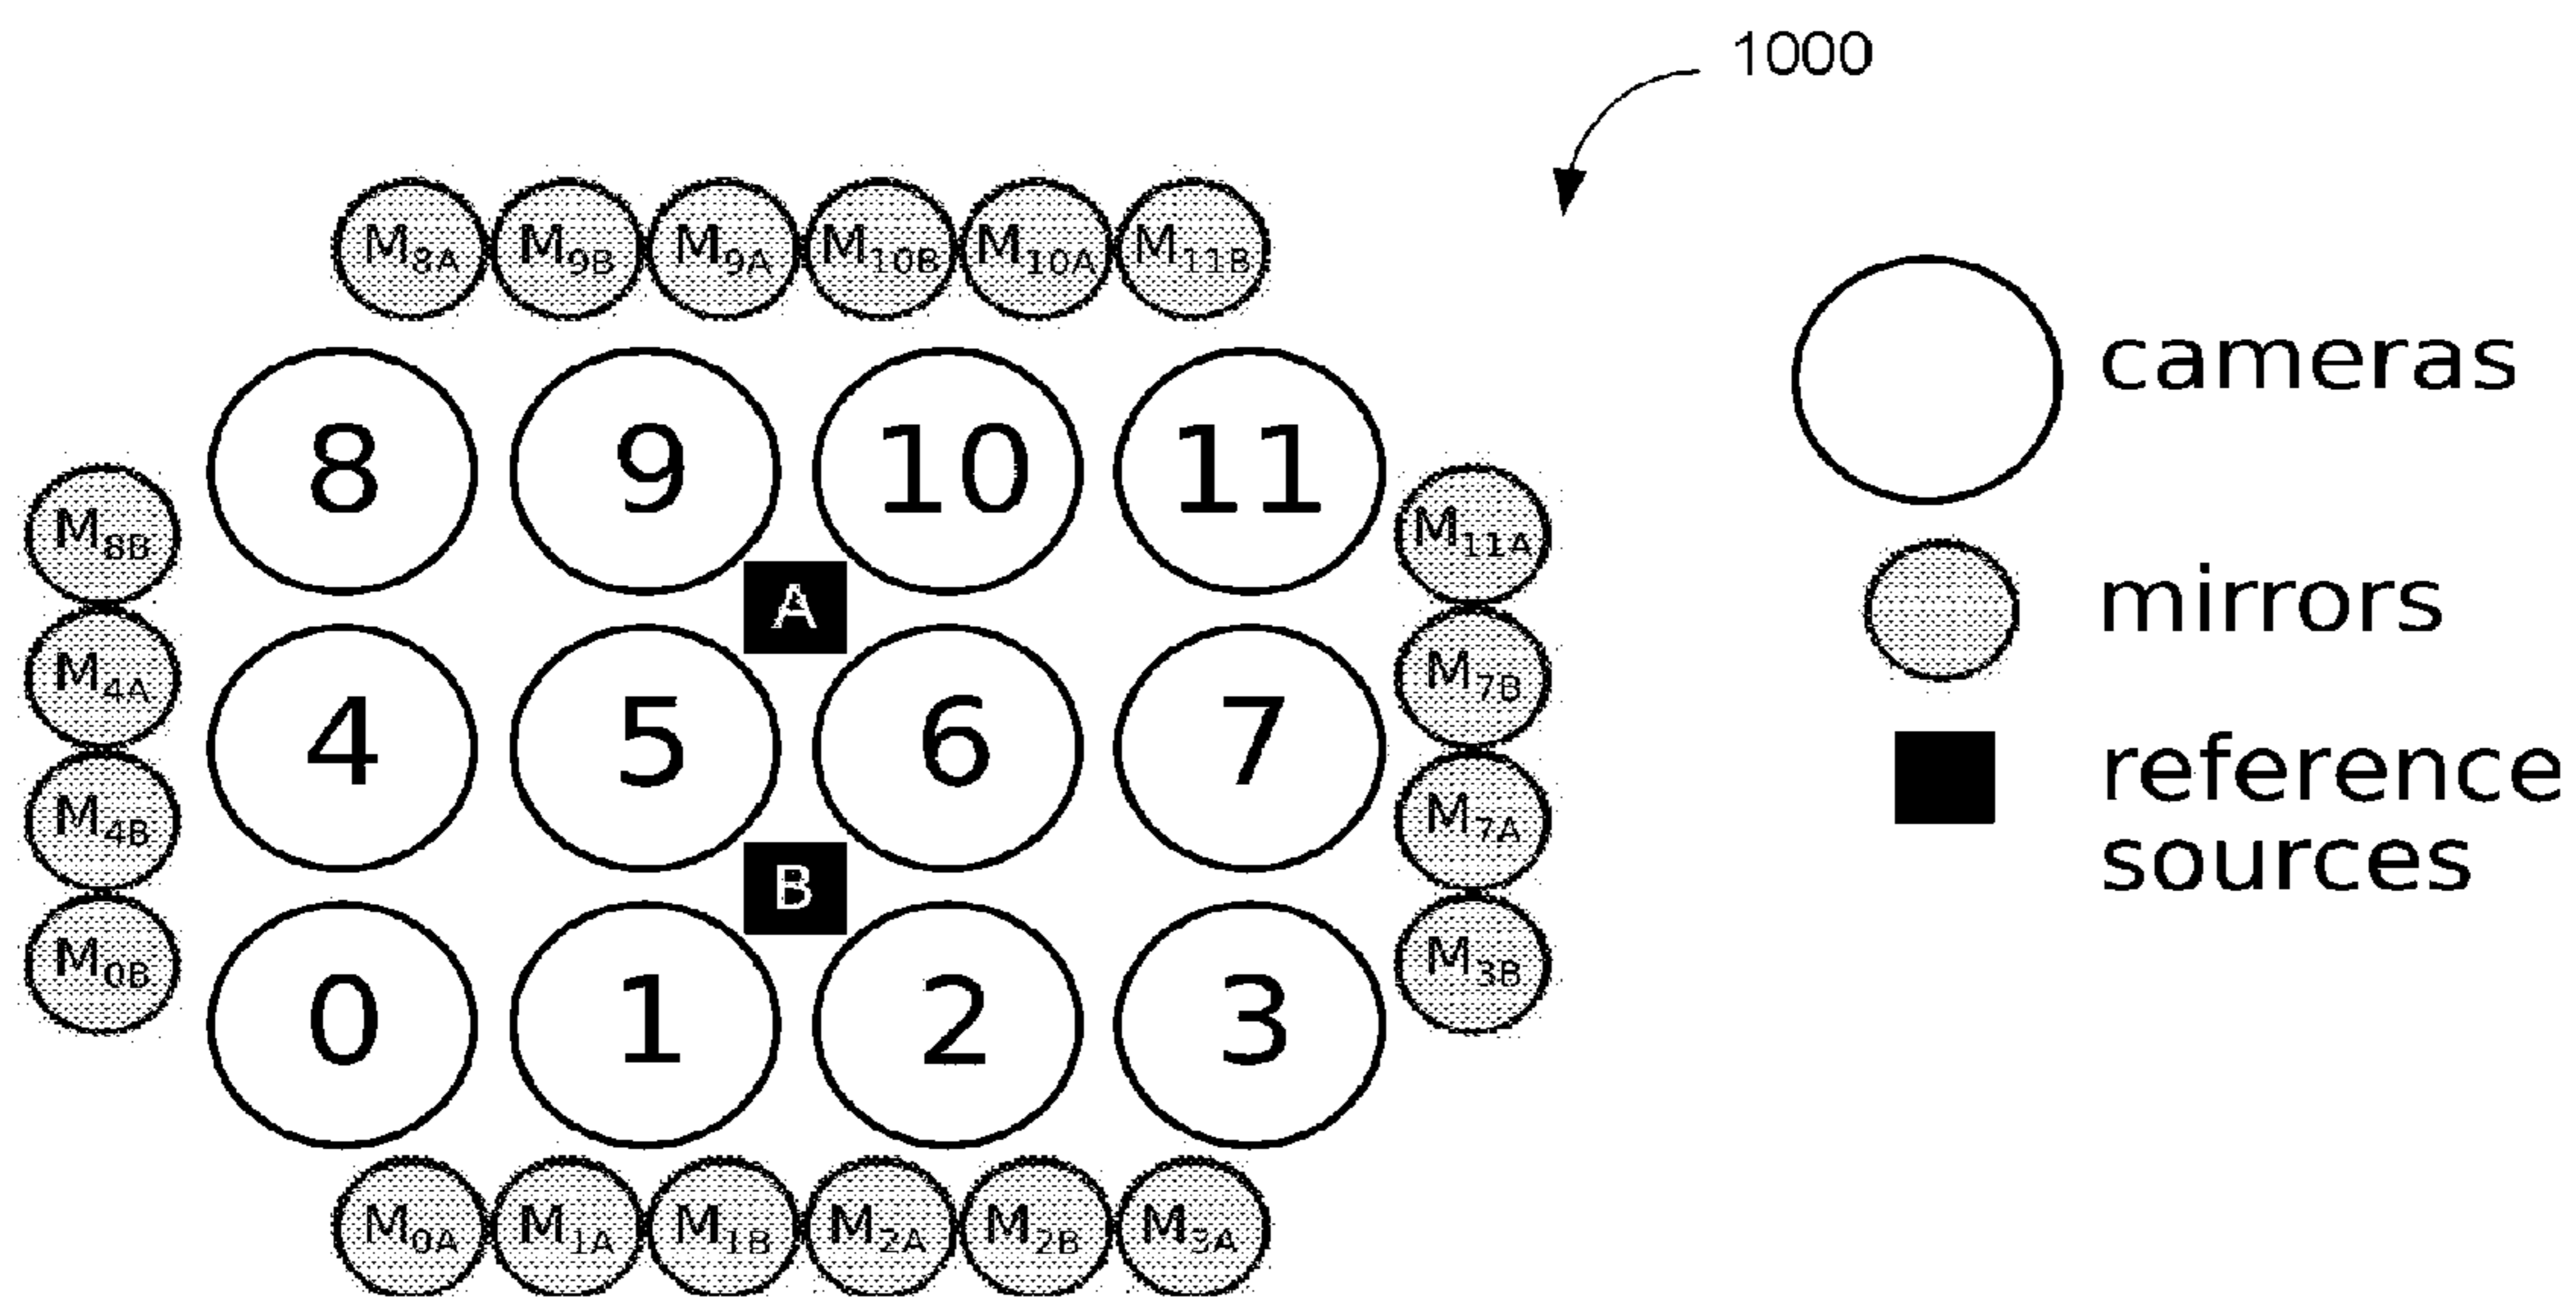 1000
M8A M9B M9A M10B M10A M11B
8 9 10 11
cameras
M8B M11A
A
mirrors
M4A M7B
4 5 6 7
reference
sources
M4B M7A
B
M0B M3B
0 1 2 3
M0A M1A M1B M2A M2B M3A